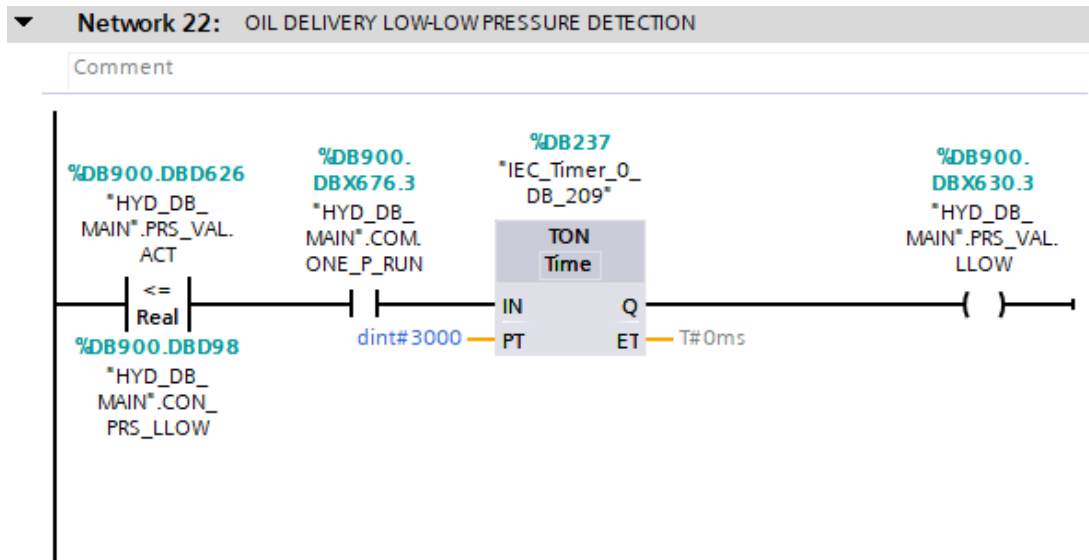 Network 22: OIL DELIVERY LOW-LOW PRESSURE DETECTION
Comment
%DB900.DBD626
"HYD_DB_
MAIN".PRS_VAL.
ACT
<=
Real
%DB900.DBD98
"HYD_DB_
MAIN".CON_
PRS_LLOW
%DB900.
DBX676.3
"HYD_DB_
MAIN".COM.
ONE_P_RUN
%DB237
"IEC_Timer_0_
DB_209"
TON
Time
IN Q
dint#3000 PT ET T#0ms
%DB900.
DBX630.3
"HYD_DB_
MAIN".PRS_VAL.
LLOW